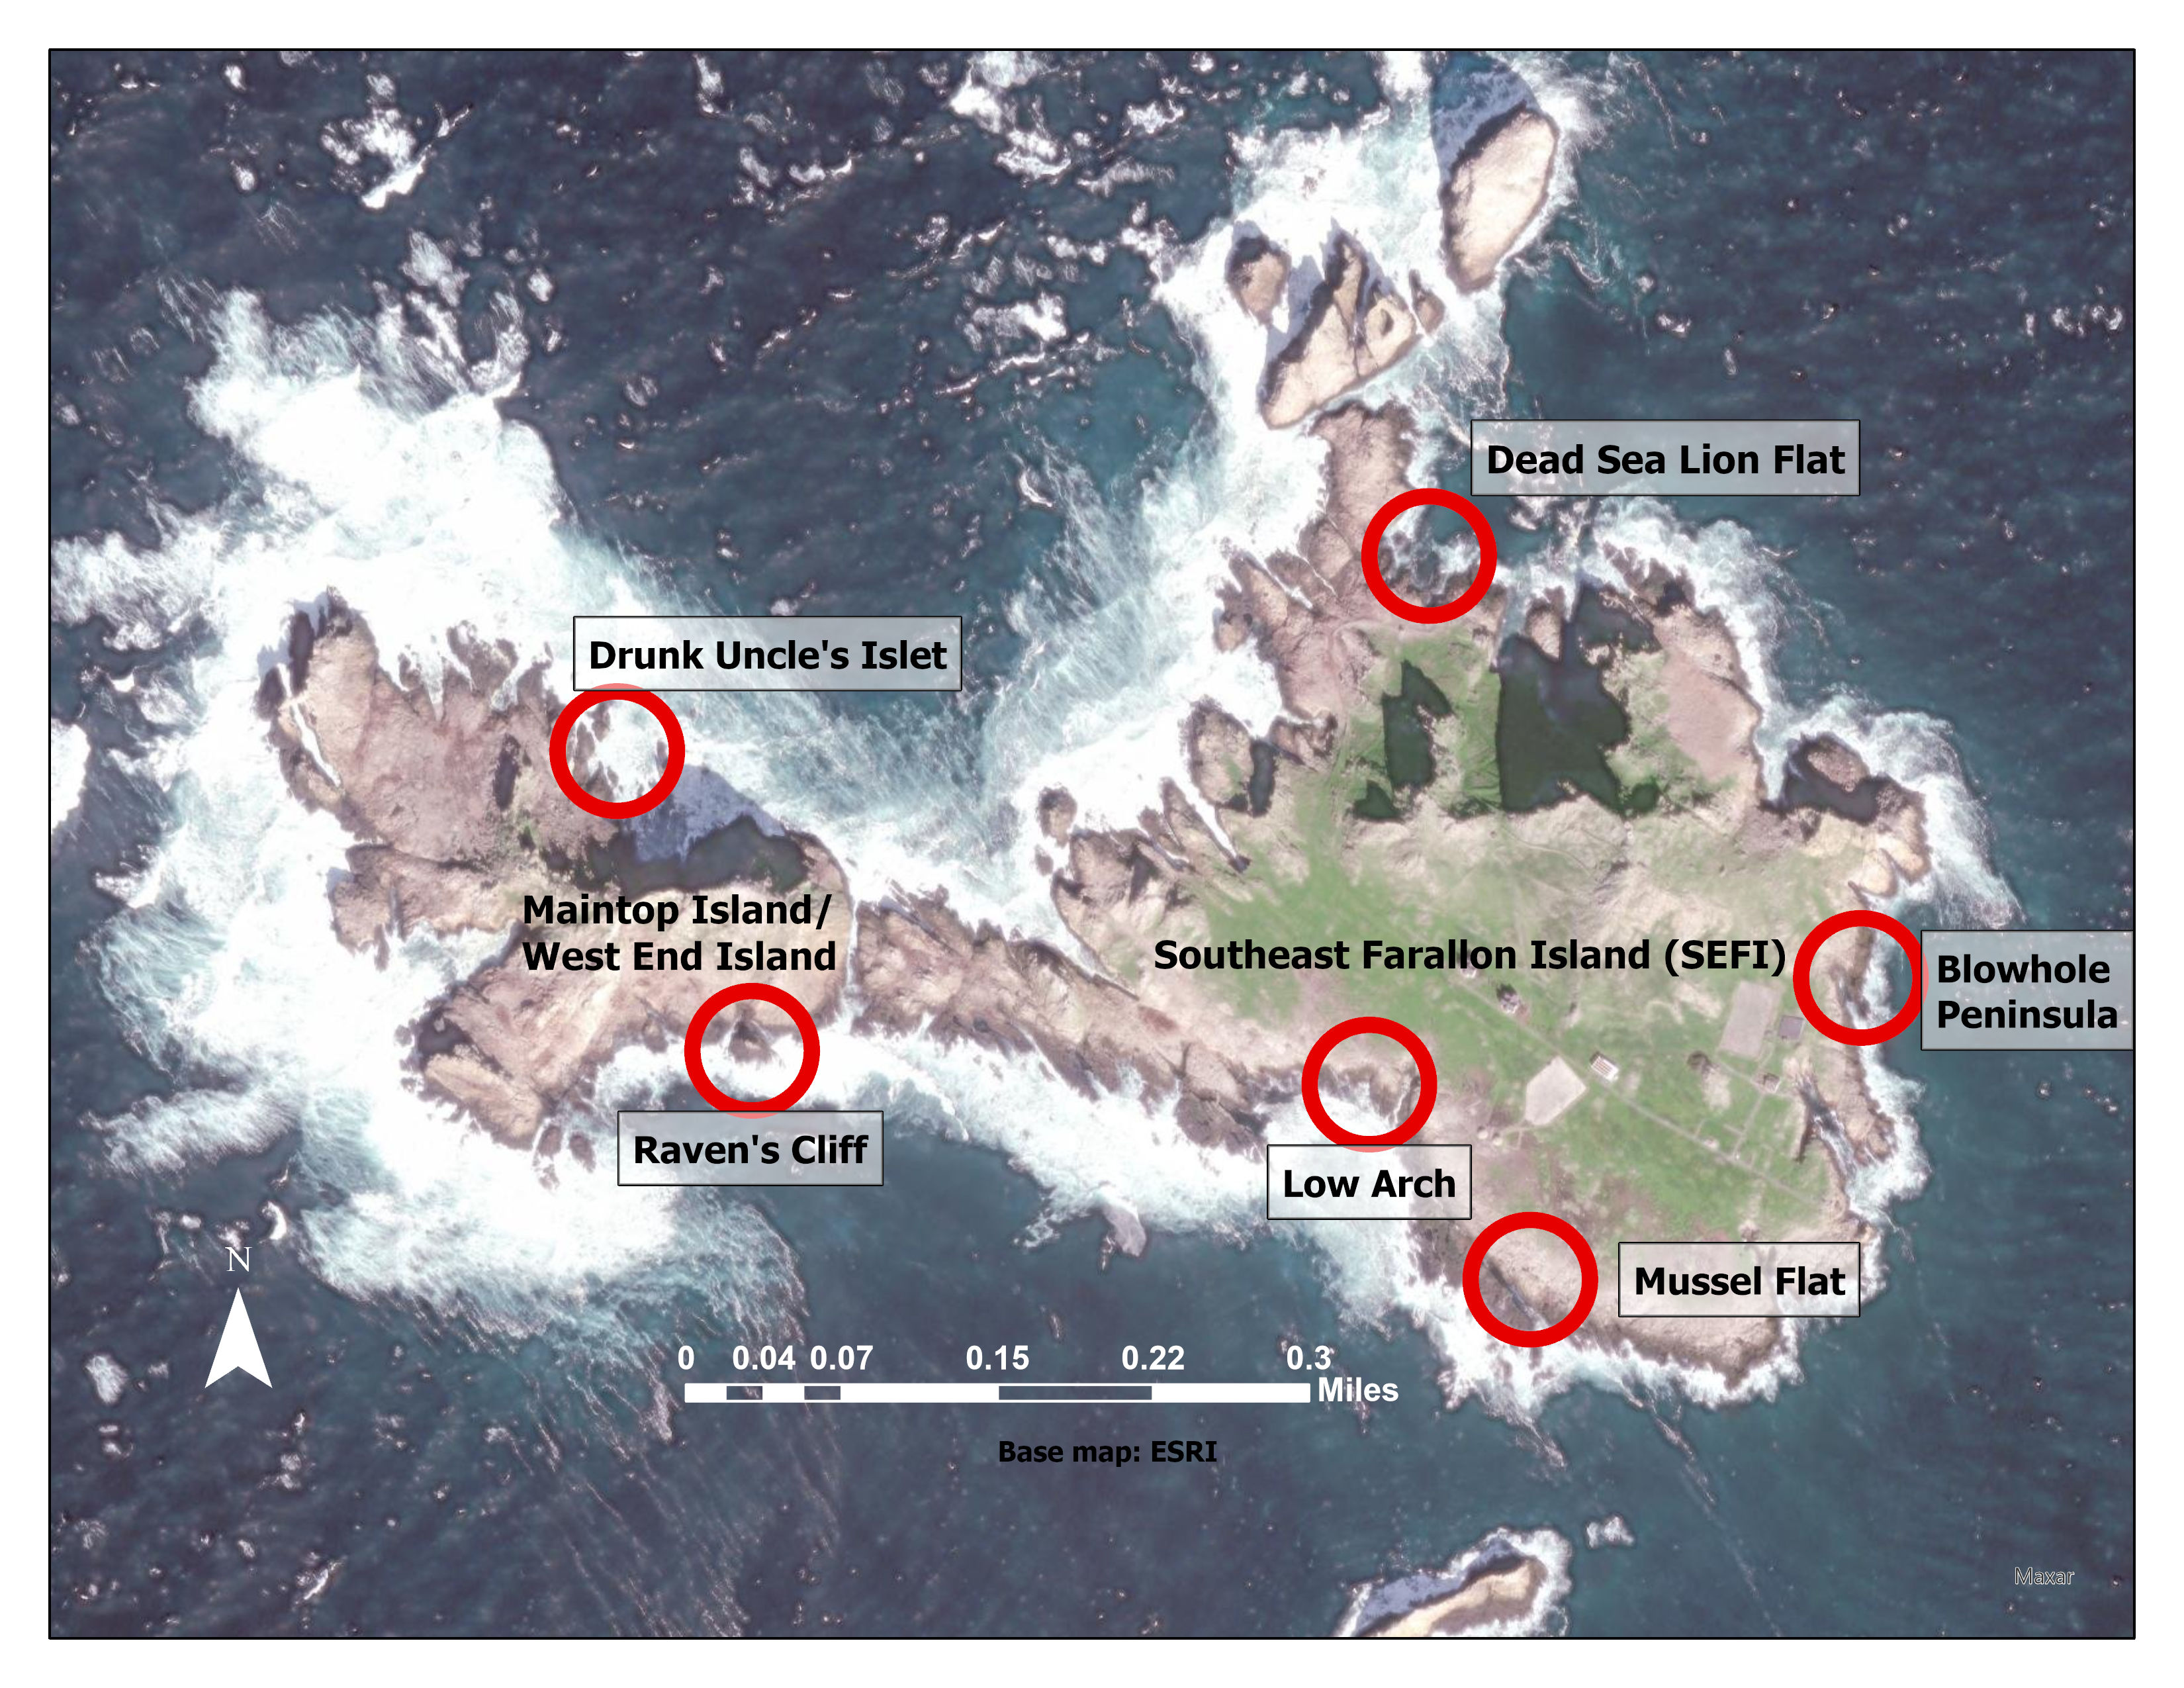 Dead Sea Lion Flat
Drunk Uncle's Islet
Maintop Island/
West End Island
Southeast Farallon Island (SEFI)
Blowhole
Peninsula
Raven's Cliff
Low Arch
Mussel Flat
N
0 0.04 0.07 0.15 0.22 0.3
Miles
Base map: ESRI
Maxar